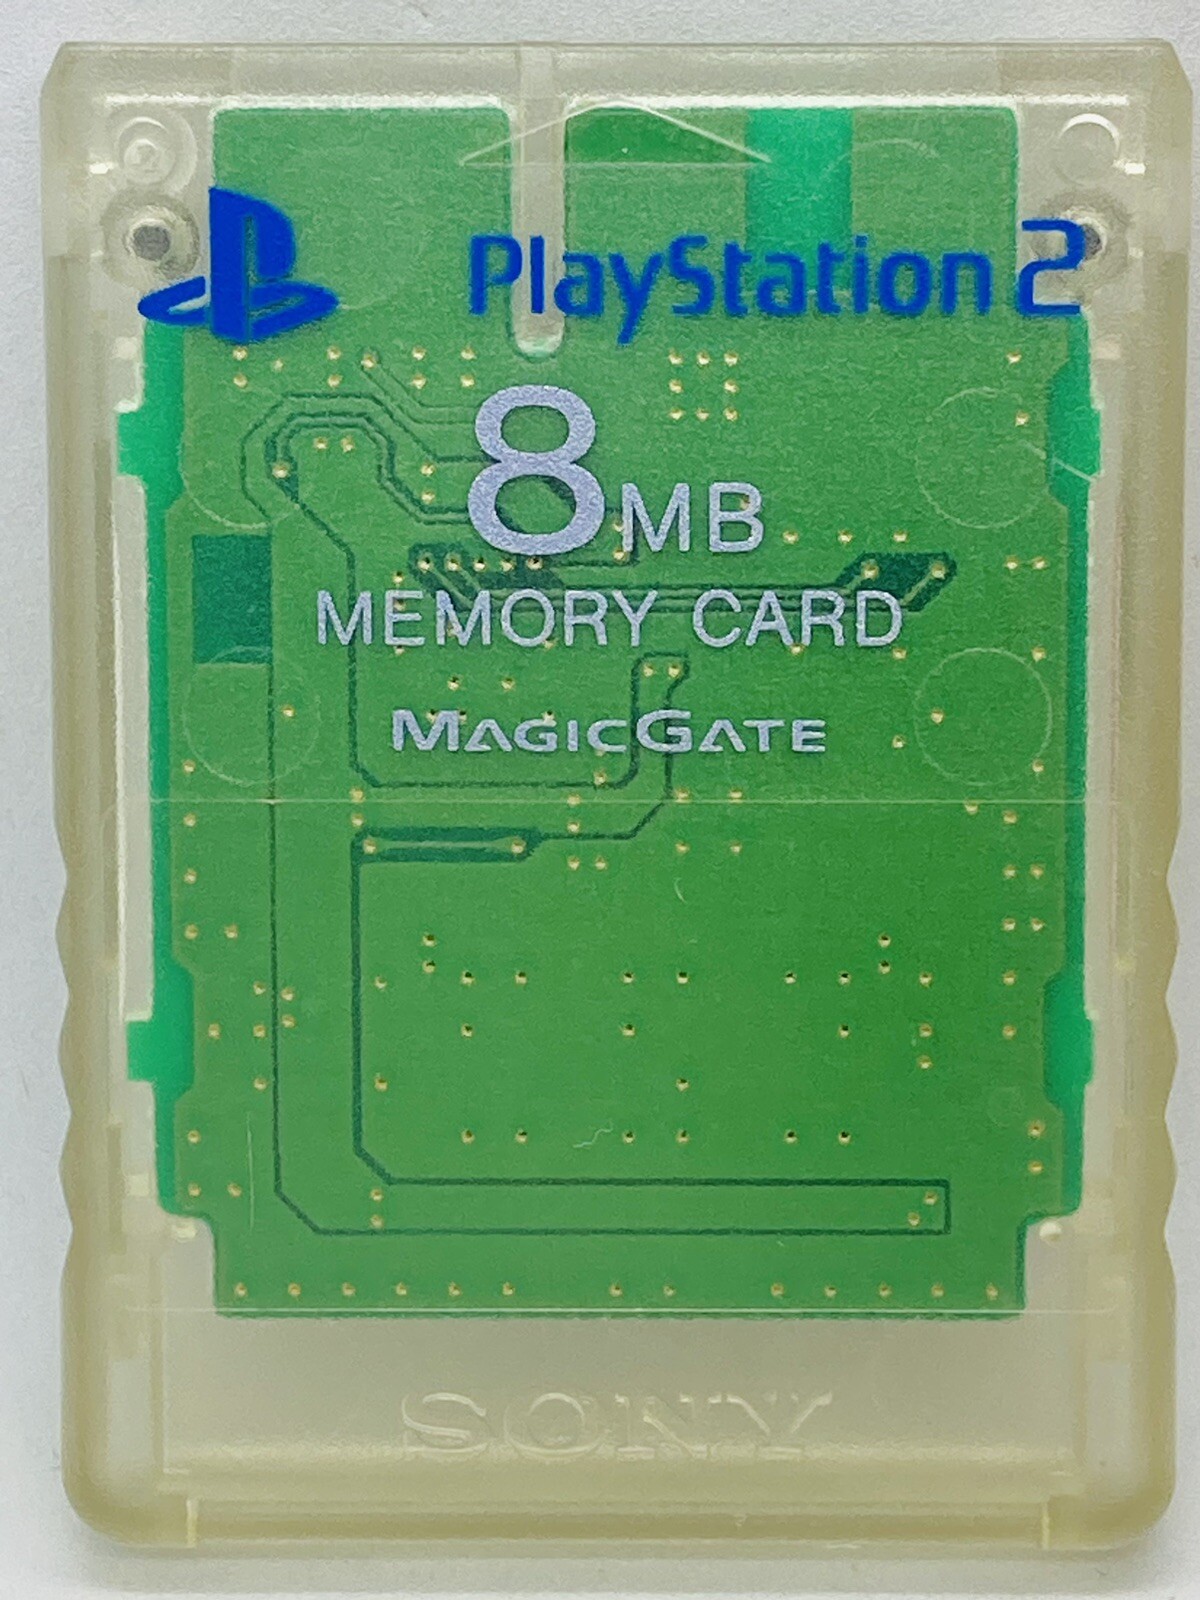 PlayStation 2
8MB
MEMORY CARD
MAGICGATE
SONY